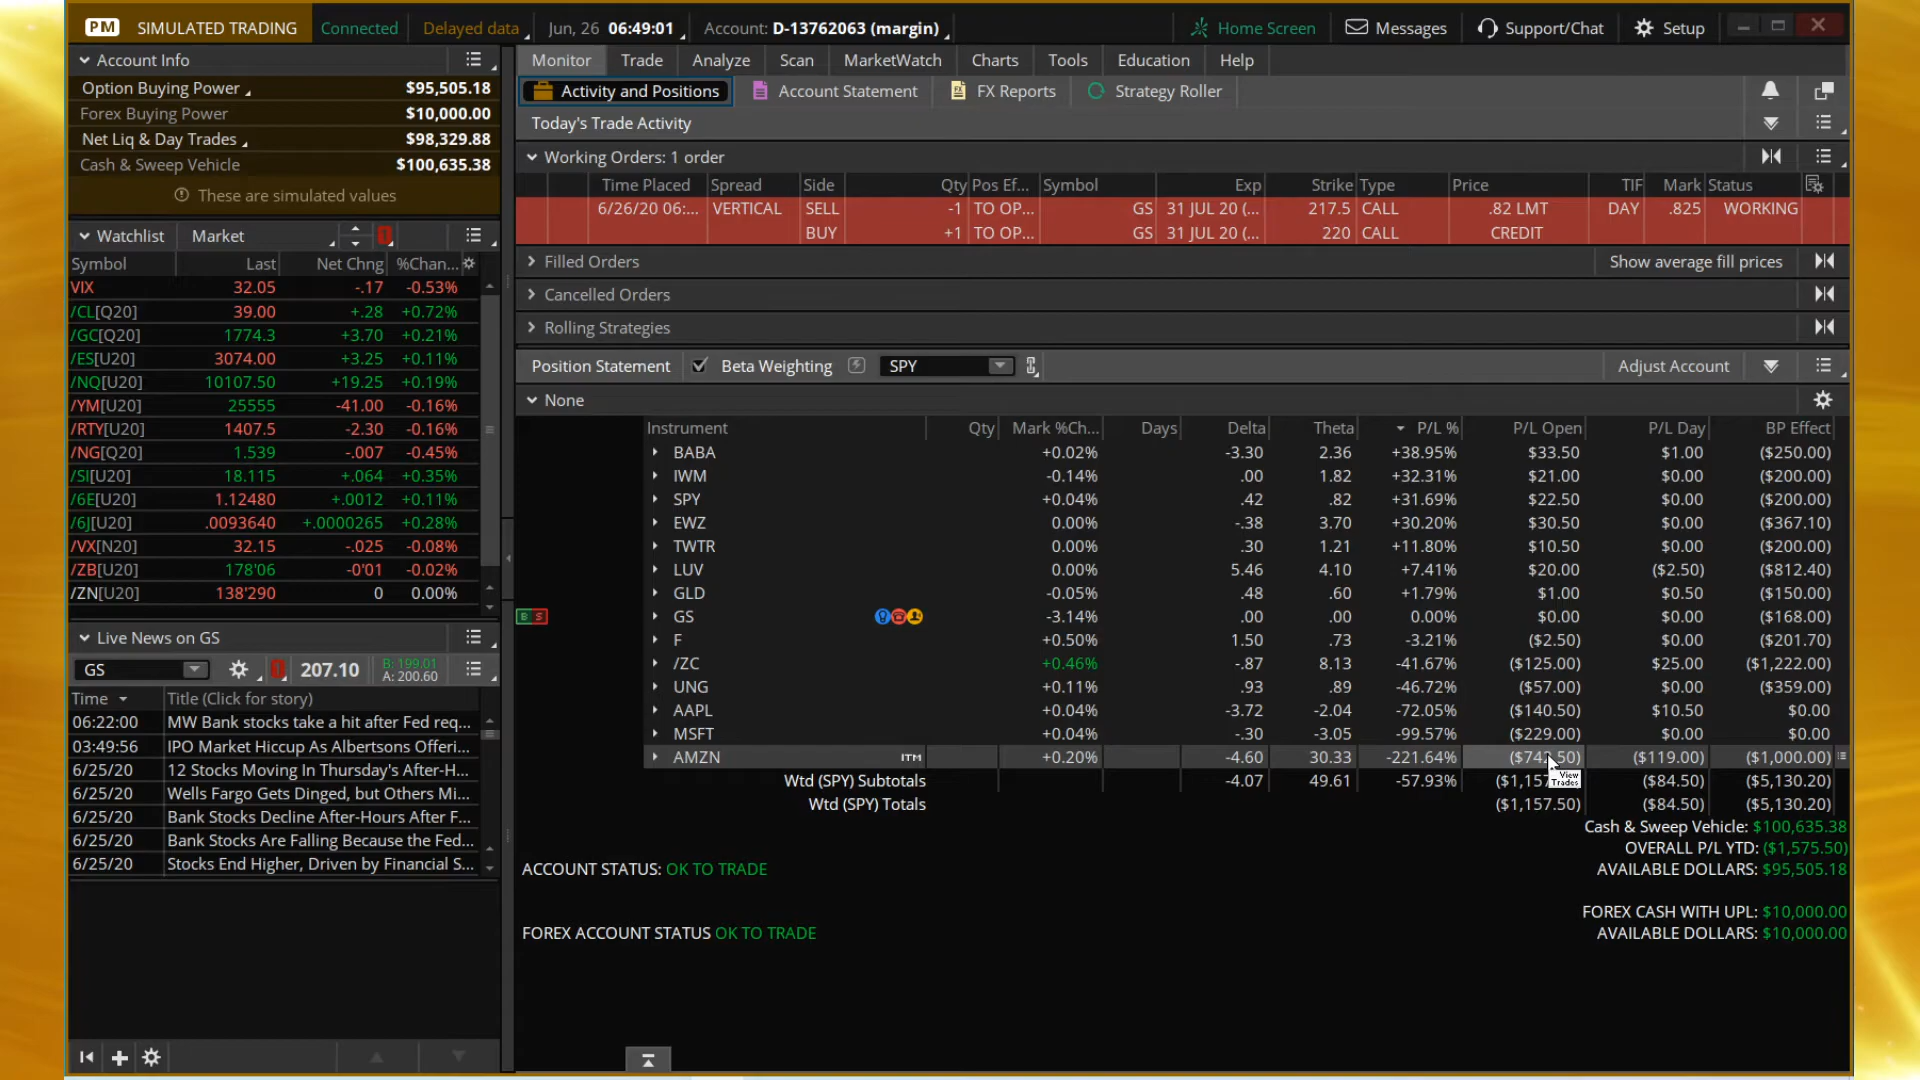 PM SIMULATED TRADING Connected Delayed data Jun, 26 06:49:01 Account: D-13762063 (margin) Home Screen Messages Support/Chat Setup
Account Info
Option Buying Power $95,505.18
Forex Buying Power $10,000.00
Net Liq & Day Trades $98,329.88
Cash & Sweep Vehicle $100,635.38
These are simulated values
Watchlist Market 1
Symbol Last Net Chng %Chan...
VIX 32.05 -.17 -0.53%
/CL[Q20] 39.00 +.28 +0.72%
/GC[Q20] 1774.3 +3.70 +0.21%
/ES[U20] 3074.00 +3.25 +0.11%
/NQ[U20] 10107.50 +19.25 +0.19%
/YM[U20] 25555 -41.00 -0.16%
/RTY[U20] 1407.5 -2.30 -0.16%
/NG[Q20] 1.539 -.007 -0.45%
/SI[U20] 18.115 +.064 +0.35%
/6E[U20] 1.12480 +.0012 +0.11%
/6J[U20] .0093640 +.0000265 +0.28%
/VX[N20] 32.15 -.025 -0.08%
/ZB[U20] 178'06 -0'01 -0.02%
/ZN[U20] 138'290 0 0.00%
Live News on GS
GS 1 207.10 B: 199.01
A: 200.60
Time Title (Click for story)
06:22:00 MW Bank stocks take a hit after Fed req...
03:49:56 IPO Market Hiccup As Albertsons Offeri...
6/25/20 12 Stocks Moving In Thursday's After-H...
6/25/20 Wells Fargo Gets Dinged, but Others Mi...
6/25/20 Bank Stocks Decline After-Hours After F...
6/25/20 Bank Stocks Are Falling Because the Fed...
6/25/20 Stocks End Higher, Driven by Financial S...
Monitor Trade Analyze Scan MarketWatch Charts Tools Education Help
Activity and Positions Account Statement FX Reports Strategy Roller
Today's Trade Activity
Working Orders: 1 order
Time Placed Spread Side Qty Pos Ef... Symbol Exp Strike Type Price TIF Mark Status
6/26/20 06:... VERTICAL SELL -1 TO OP... GS 31 JUL 20 (... 217.5 CALL .82 LMT DAY .825 WORKING
BUY +1 TO OP... GS 31 JUL 20 (... 220 CALL CREDIT
Filled Orders Show average fill prices
Cancelled Orders
Rolling Strategies
Position Statement Beta Weighting SPY Adjust Account
None
Instrument Qty Mark %Ch... Days Delta Theta P/L % P/L Open P/L Day BP Effect
BABA +0.02% -3.30 2.36 +38.95% $33.50 $1.00 ($250.00)
IWM -0.14% .00 1.82 +32.31% $21.00 $0.00 ($200.00)
SPY +0.04% .42 .82 +31.69% $22.50 $0.00 ($200.00)
EWZ 0.00% -.38 3.70 +30.20% $30.50 $0.00 ($367.10)
TWTR 0.00% .30 1.21 +11.80% $10.50 $0.00 ($200.00)
LUV 0.00% 5.46 4.10 +7.41% $20.00 ($2.50) ($812.40)
GLD -0.05% .48 .60 +1.79% $1.00 $0.50 ($150.00)
B S GS -3.14% .00 .00 0.00% $0.00 $0.00 ($168.00)
F +0.50% 1.50 .73 -3.21% ($2.50) $0.00 ($201.70)
/ZC +0.46% -.87 8.13 -41.67% ($125.00) $25.00 ($1,222.00)
UNG +0.11% .93 .89 -46.72% ($57.00) $0.00 ($359.00)
AAPL +0.04% -3.72 -2.04 -72.05% ($140.50) $10.50 $0.00
MSFT +0.04% -.30 -3.05 -99.57% ($229.00) $0.00 $0.00
AMZN ITM +0.20% -4.60 30.33 -221.64% ($742.50) ($119.00) ($1,000.00)
View Trades
Wtd (SPY) Subtotals -4.07 49.61 -57.93% ($84.50) ($5,130.20)
Wtd (SPY) Totals ($1,157.50) ($84.50) ($5,130.20)
Cash & Sweep Vehicle: $100,635.38
OVERALL P/L YTD: ($1,575.50)
ACCOUNT STATUS: OK TO TRADE AVAILABLE DOLLARS: $95,505.18
FOREX CASH WITH UPL: $10,000.00
FOREX ACCOUNT STATUS OK TO TRADE AVAILABLE DOLLARS: $10,000.00